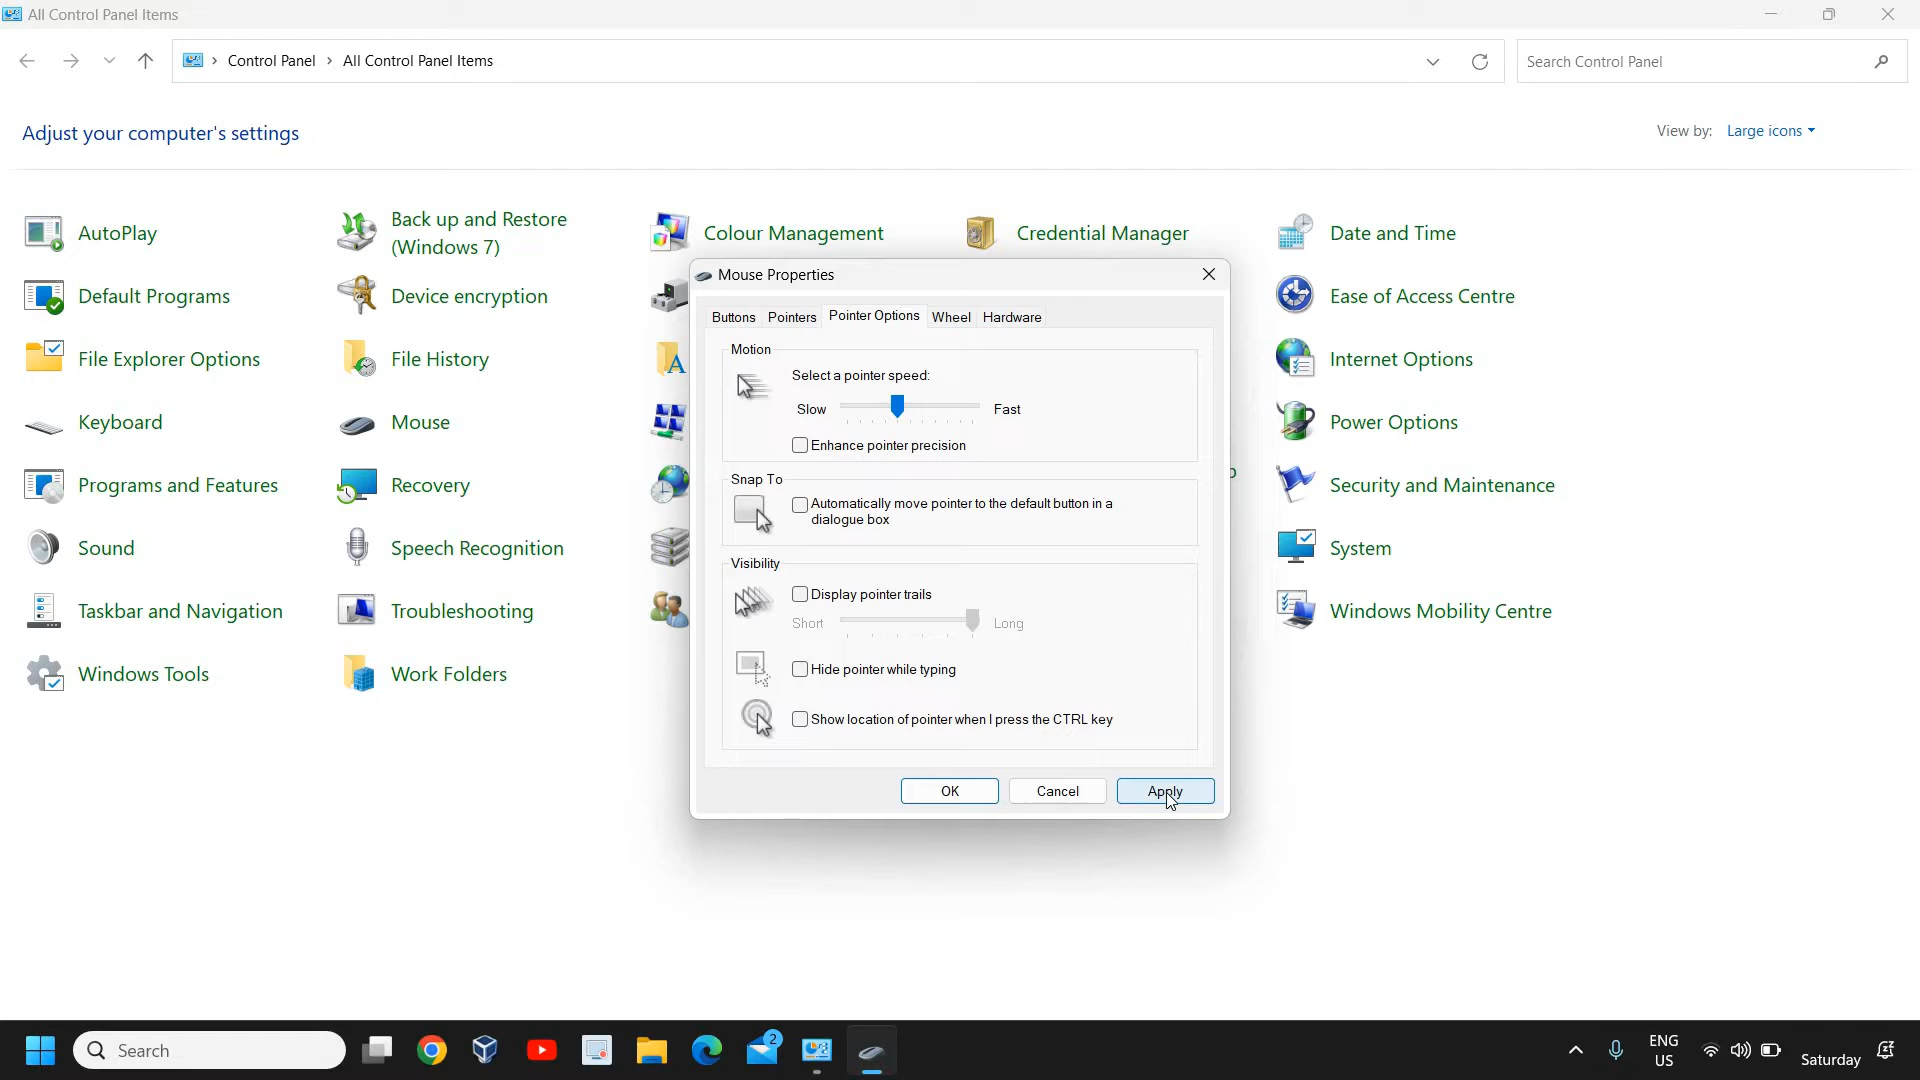 All Control Panel Items
Control Panel › All Control Panel Items
Search Control Panel
Adjust your computer's settings
View by: Large icons
AutoPlay
Back up and Restore
(Windows 7)
Colour Management
Credential Manager
Date and Time
Default Programs
Device encryption
Ease of Access Centre
File Explorer Options
File History
Internet Options
Keyboard
Mouse
Power Options
Programs and Features
Recovery
Security and Maintenance
Sound
Speech Recognition
System
Taskbar and Navigation
Troubleshooting
Windows Mobility Centre
Windows Tools
Work Folders
Mouse Properties
Buttons Pointers Pointer Options Wheel Hardware
Motion
Select a pointer speed:
Slow Fast
Enhance pointer precision
Snap To
Automatically move pointer to the default button in a
dialogue box
Visibility
Display pointer trails
Short Long
Hide pointer while typing
Show location of pointer when I press the CTRL key
OK Cancel Apply
Search
2
ENG
US
Saturday